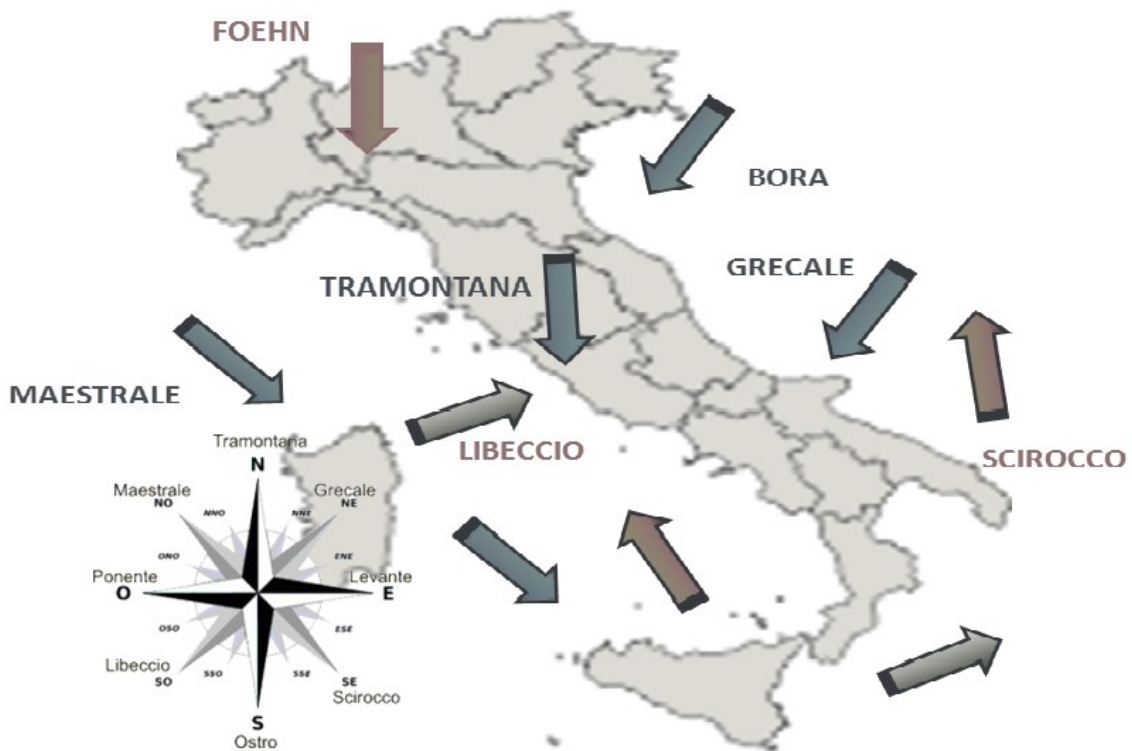 FOEHN
BORA
GRECALE
TRAMONTANA
MAESTRALE
LIBECCIO
SCIROCCO
Tramontana
N
Maestrale
NO
Grecale
NE
NNO
NNE
ONO
ENE
Ponente
O
Levante
E
OSO
ESE
Libeccio
SO
SSO
SSE
SE
Scirocco
S
Ostro